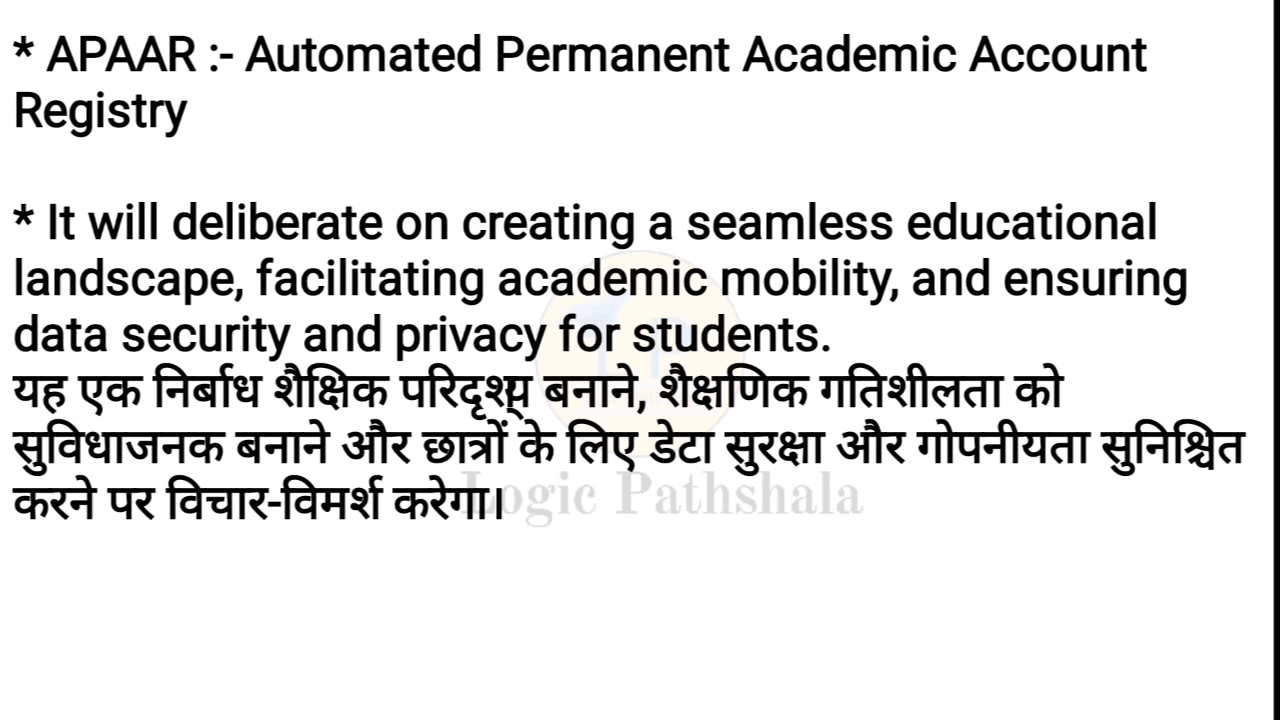 * APAAR :- Automated Permanent Academic Account
Registry
* It will deliberate on creating a seamless educational
landscape, facilitating academic mobility, and ensuring
data security and privacy for students.
यह एक निर्बाध शैक्षिक परिदृश्य बनाने, शैक्षणिक गतिशीलता को
सुविधाजनक बनाने और छात्रों के लिए डेटा सुरक्षा और गोपनीयता सुनिश्चित
करने पर विचार-विमर्श करेगा।
Logic Pathshala